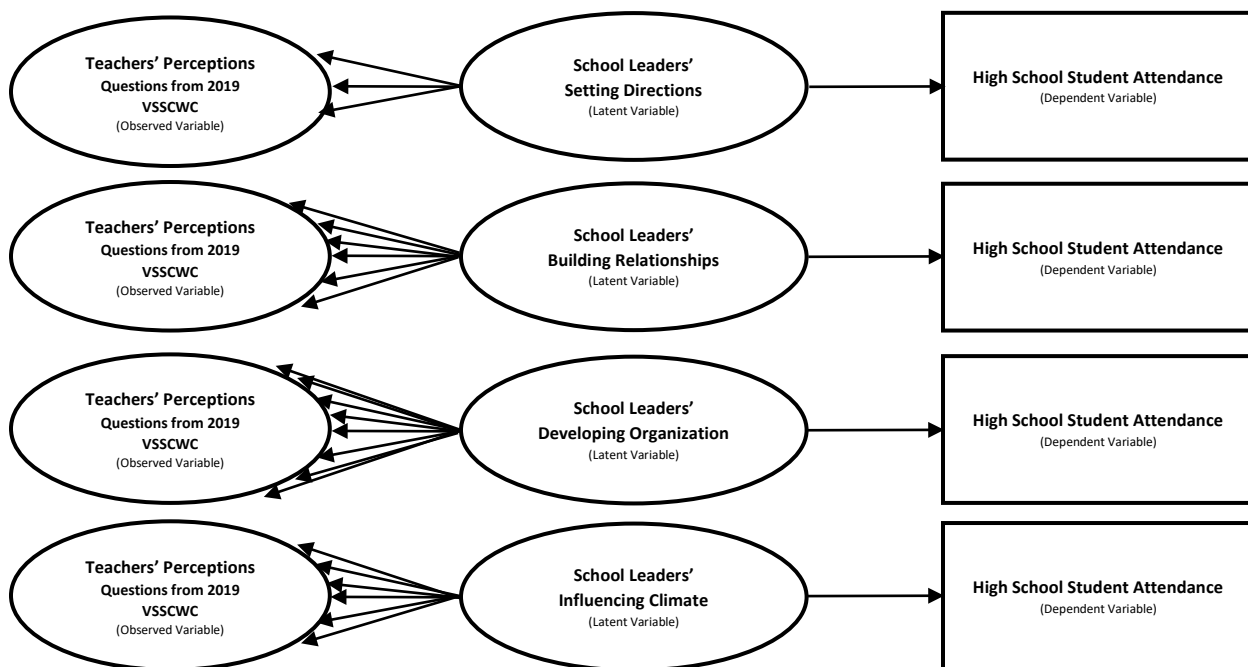 Teachers’ Perceptions
Questions from 2019
VSSCWC
(Observed Variable)
School Leaders’
Setting Directions
(Latent Variable)
High School Student Attendance
(Dependent Variable)
Teachers’ Perceptions
Questions from 2019
VSSCWC
(Observed Variable)
School Leaders’
Building Relationships
(Latent Variable)
High School Student Attendance
(Dependent Variable)
Teachers’ Perceptions
Questions from 2019
VSSCWC
(Observed Variable)
School Leaders’
Developing Organization
(Latent Variable)
High School Student Attendance
(Dependent Variable)
Teachers’ Perceptions
Questions from 2019
VSSCWC
(Observed Variable)
School Leaders’
Influencing Climate
(Latent Variable)
High School Student Attendance
(Dependent Variable)